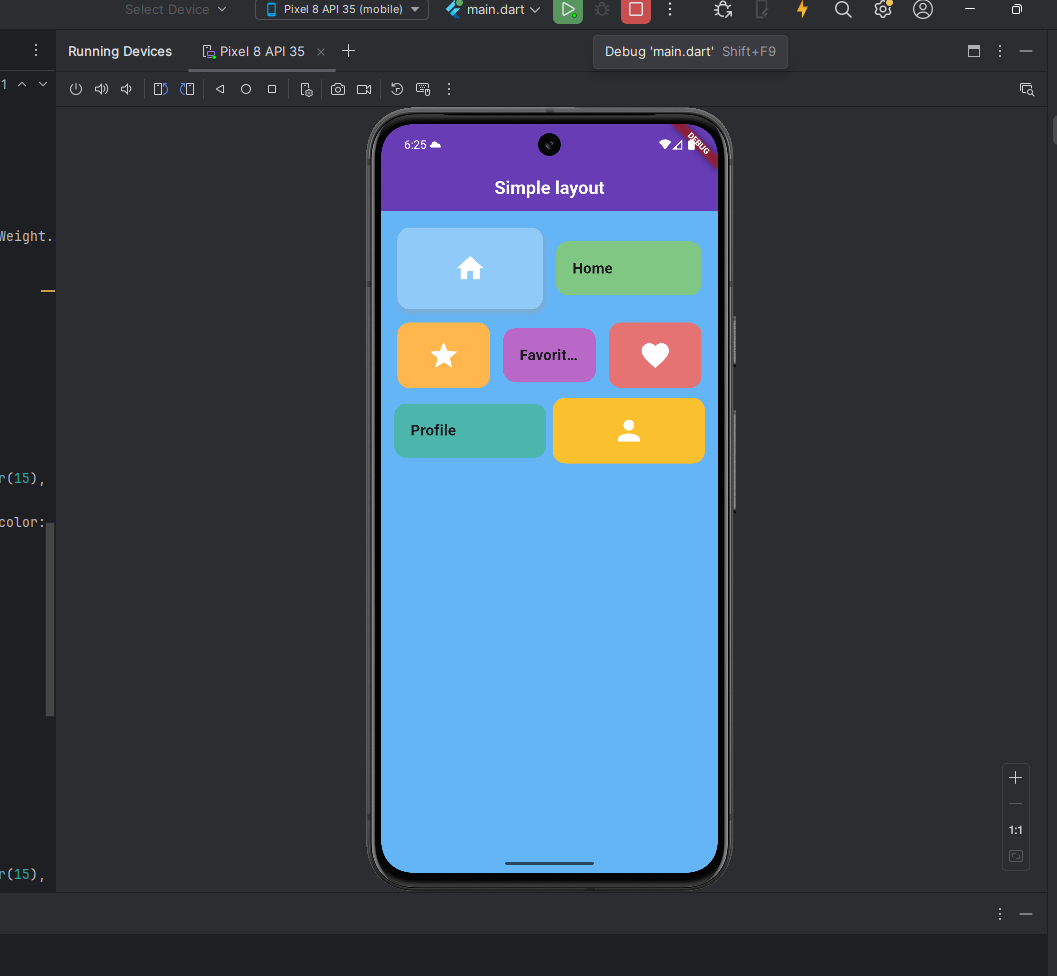 Select Device
Pixel 8 API 35 (mobile)
main.dart
Running Devices
Pixel 8 API 35
Debug 'main.dart' Shift+F9
1
6:25
DEBUG
Simple layout
Weight.
Home
Favorit...
Profile
r(15),
color:
1:1
r(15),